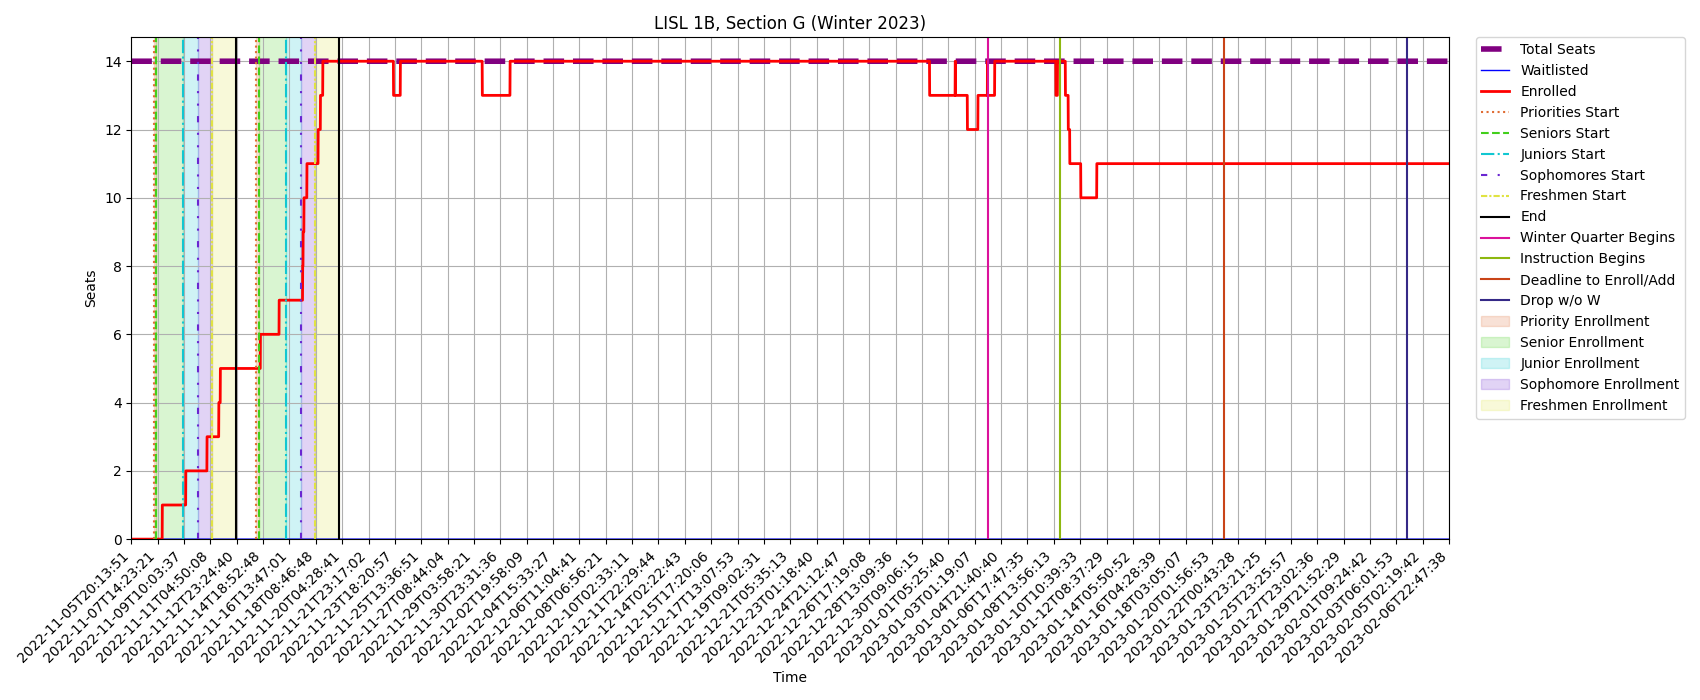 LISL 1B, Section G (Winter 2023)
Seats
14
12
10
8
6
4
2
0
2022-11-05T20:13:51
2022-11-07T14:23:21
2022-11-09T10:03:37
2022-11-11T04:50:08
2022-11-12T23:24:40
2022-11-14T18:52:48
2022-11-16T13:47:01
2022-11-18T08:46:48
2022-11-20T04:28:41
2022-11-21T23:17:02
2022-11-23T18:20:57
2022-11-25T13:36:51
2022-11-27T08:44:04
2022-11-29T03:58:21
2022-11-30T23:31:36
2022-12-02T19:58:09
2022-12-04T15:33:27
2022-12-06T11:04:41
2022-12-08T06:56:21
2022-12-10T02:33:11
2022-12-11T22:29:44
2022-12-14T02:22:43
2022-12-15T17:20:06
2022-12-17T13:07:53
2022-12-19T09:02:31
2022-12-21T05:35:13
2022-12-23T01:18:40
2022-12-24T21:12:47
2022-12-26T17:19:08
2022-12-28T13:09:36
2022-12-30T09:06:15
2023-01-01T05:25:40
2023-01-03T01:19:07
2023-01-04T21:40:40
2023-01-06T17:47:35
2023-01-08T13:56:13
2023-01-10T10:39:33
2023-01-12T08:37:29
2023-01-14T05:50:52
2023-01-16T04:28:39
2023-01-18T03:05:07
2023-01-20T01:56:53
2023-01-22T00:43:28
2023-01-23T23:21:25
2023-01-25T23:25:57
2023-01-27T23:02:36
2023-01-29T21:52:29
2023-02-01T09:24:42
2023-02-03T06:01:53
2023-02-05T02:19:42
2023-02-06T22:47:38
Time
Total Seats
Waitlisted
Enrolled
Priorities Start
Seniors Start
Juniors Start
Sophomores Start
Freshmen Start
End
Winter Quarter Begins
Instruction Begins
Deadline to Enroll/Add
Drop w/o W
Priority Enrollment
Senior Enrollment
Junior Enrollment
Sophomore Enrollment
Freshmen Enrollment